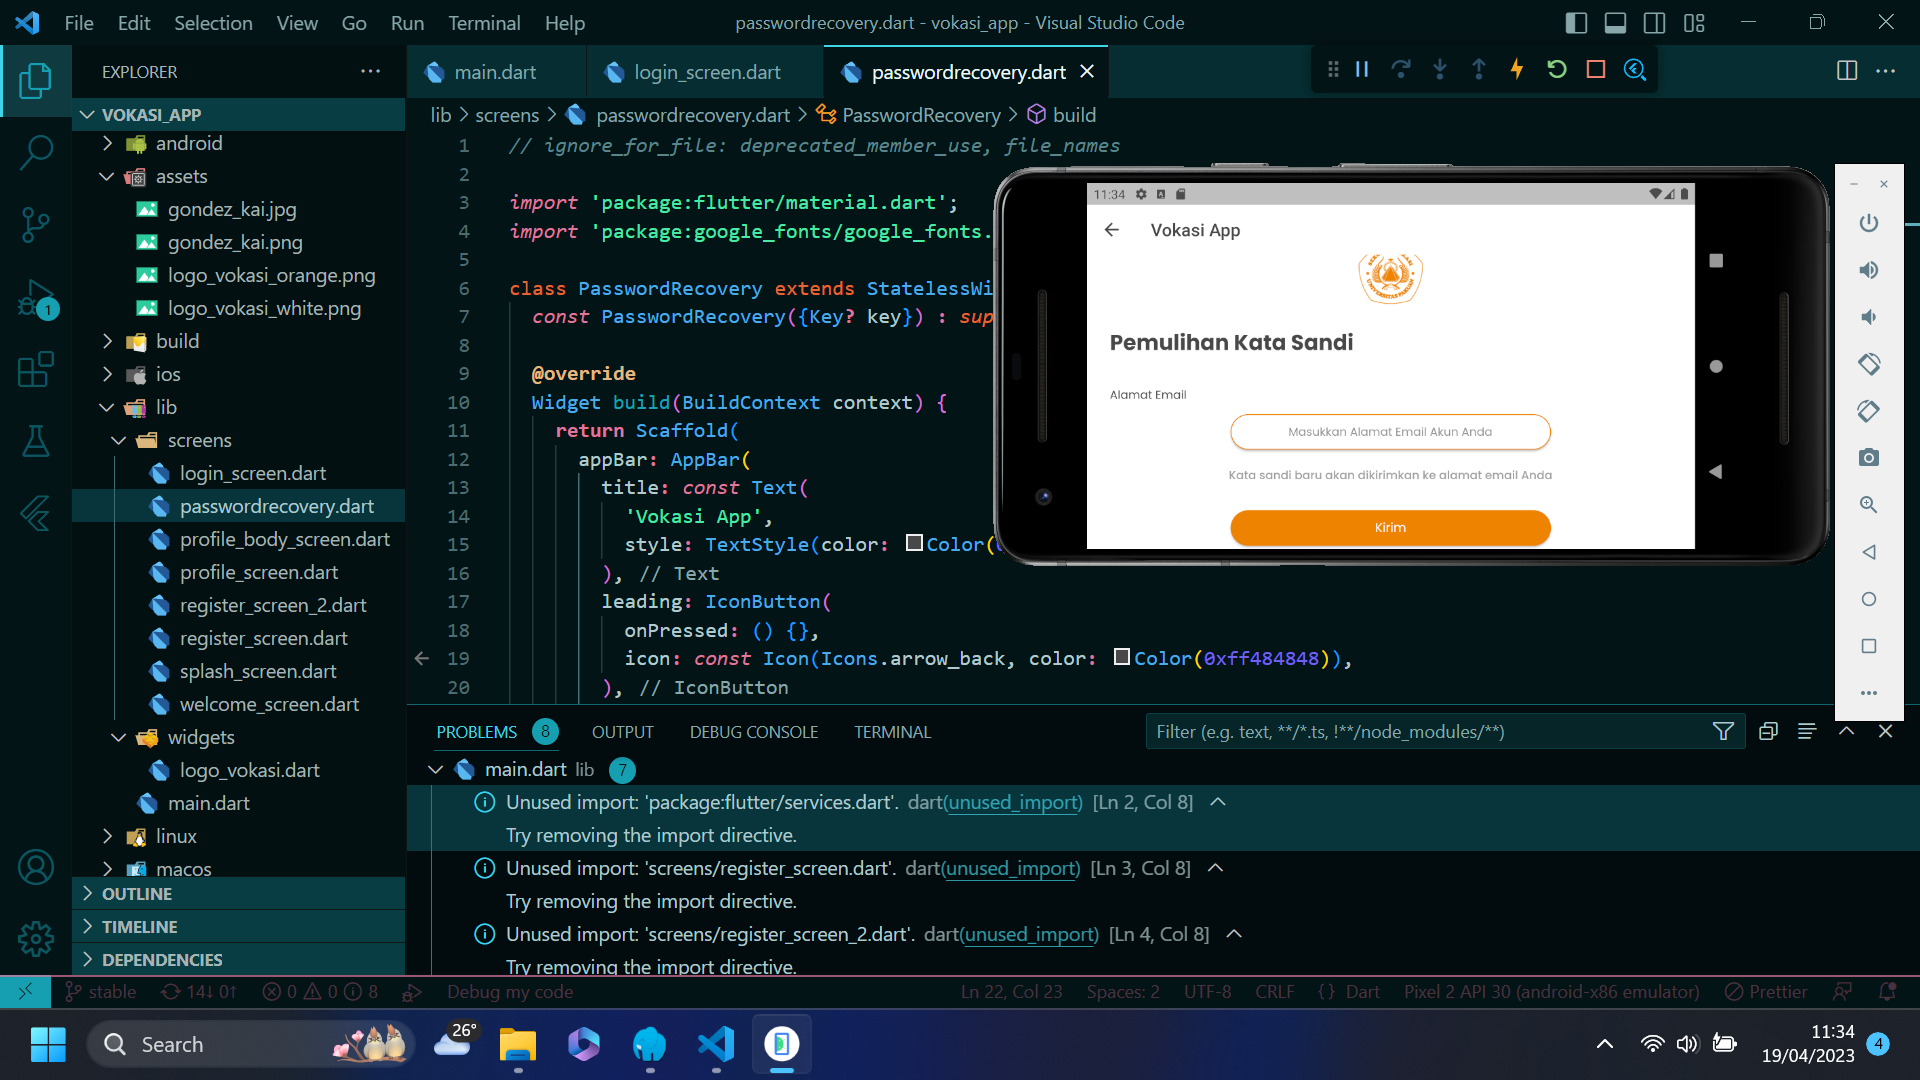 File Edit Selection View Go Run Terminal Help
passwordrecovery.dart - vokasi_app - Visual Studio Code
EXPLORER
VOKASI_APP
android
assets
gondez_kai.jpg
gondez_kai.png
logo_vokasi_orange.png
logo_vokasi_white.png
build
ios
lib
screens
login_screen.dart
passwordrecovery.dart
profile_body_screen.dart
profile_screen.dart
register_screen_2.dart
register_screen.dart
splash_screen.dart
welcome_screen.dart
widgets
logo_vokasi.dart
main.dart
linux
macos
OUTLINE
TIMELINE
DEPENDENCIES
1
main.dart login_screen.dart passwordrecovery.dart
lib > screens > passwordrecovery.dart > PasswordRecovery > build
1 // ignore_for_file: deprecated_member_use, file_names
2
3 import 'package:flutter/material.dart';
4 import 'package:google_fonts/google_fonts.
5
6 class PasswordRecovery extends StatelessWi
7 const PasswordRecovery({Key? key}) : sup
8
9 @override
10 Widget build(BuildContext context) {
11 return Scaffold(
12 appBar: AppBar(
13 title: const Text(
14 'Vokasi App',
15 style: TextStyle(color: Color(
16 ), // Text
17 leading: IconButton(
18 onPressed: () {},
19 icon: const Icon(Icons.arrow_back, color: Color(0xff484848)),
20 ), // IconButton
11:34
Vokasi App
UNIVERSITAS PAKUAN
Pemulihan Kata Sandi
Alamat Email
Masukkan Alamat Email Akun Anda
Kata sandi baru akan dikirimkan ke alamat email Anda
Kirim
PROBLEMS 8 OUTPUT DEBUG CONSOLE TERMINAL
Filter (e.g. text, **/*.ts, !**/node_modules/**)
main.dart lib 7
Unused import: 'package:flutter/services.dart'. dart(unused_import) [Ln 2, Col 8]
Try removing the import directive.
Unused import: 'screens/register_screen.dart'. dart(unused_import) [Ln 3, Col 8]
Try removing the import directive.
Unused import: 'screens/register_screen_2.dart'. dart(unused_import) [Ln 4, Col 8]
Try removing the import directive.
stable 14↓ 0↑ 0 0 8 Debug my code Ln 22, Col 23 Spaces: 2 UTF-8 CRLF {} Dart Pixel 2 API 30 (android-x86 emulator) Prettier
Search
26°
11:34
19/04/2023
4